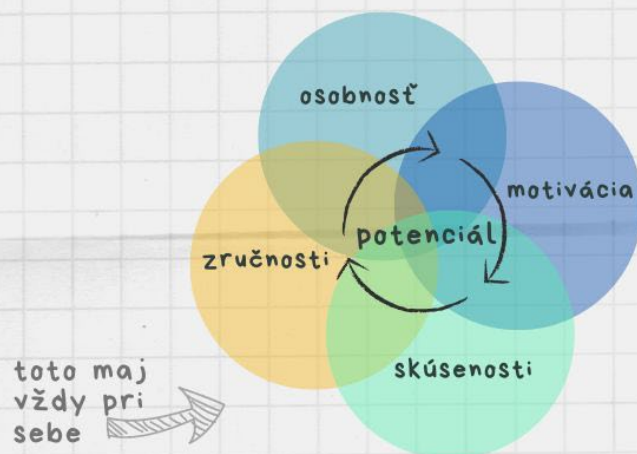 osobnosť
motivácia
potenciál
zručnosti
skúsenosti
toto maj
vždy pri
sebe